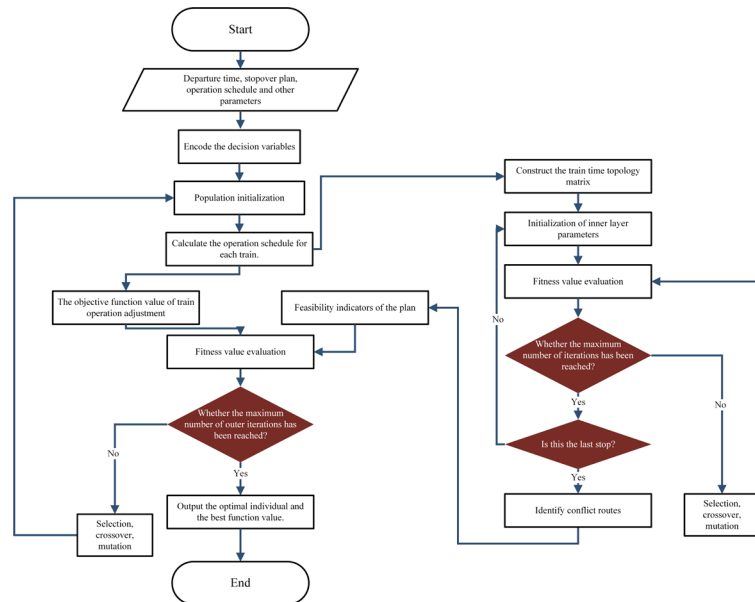 Start
Departure time, stopover plan,
operation schedule and other
parameters
Encode the decision variables
Population initialization
Calculate the operation schedule for
each train.
The objective function value of train
operation adjustment
Feasibility indicators of the plan
Fitness value evaluation
Whether the maximum
number of outer iterations has
been reached?
No
Yes
Selection,
crossover,
mutation
Output the optimal individual and
the best function value.
End
Construct the train time topology
matrix
Initialization of inner layer
parameters
Fitness value evaluation
No
Whether the maximum
number of iterations has been
reached?
Yes
No
Is this the last stop?
Yes
Identify conflict routes
Selection,
crossover,
mutation